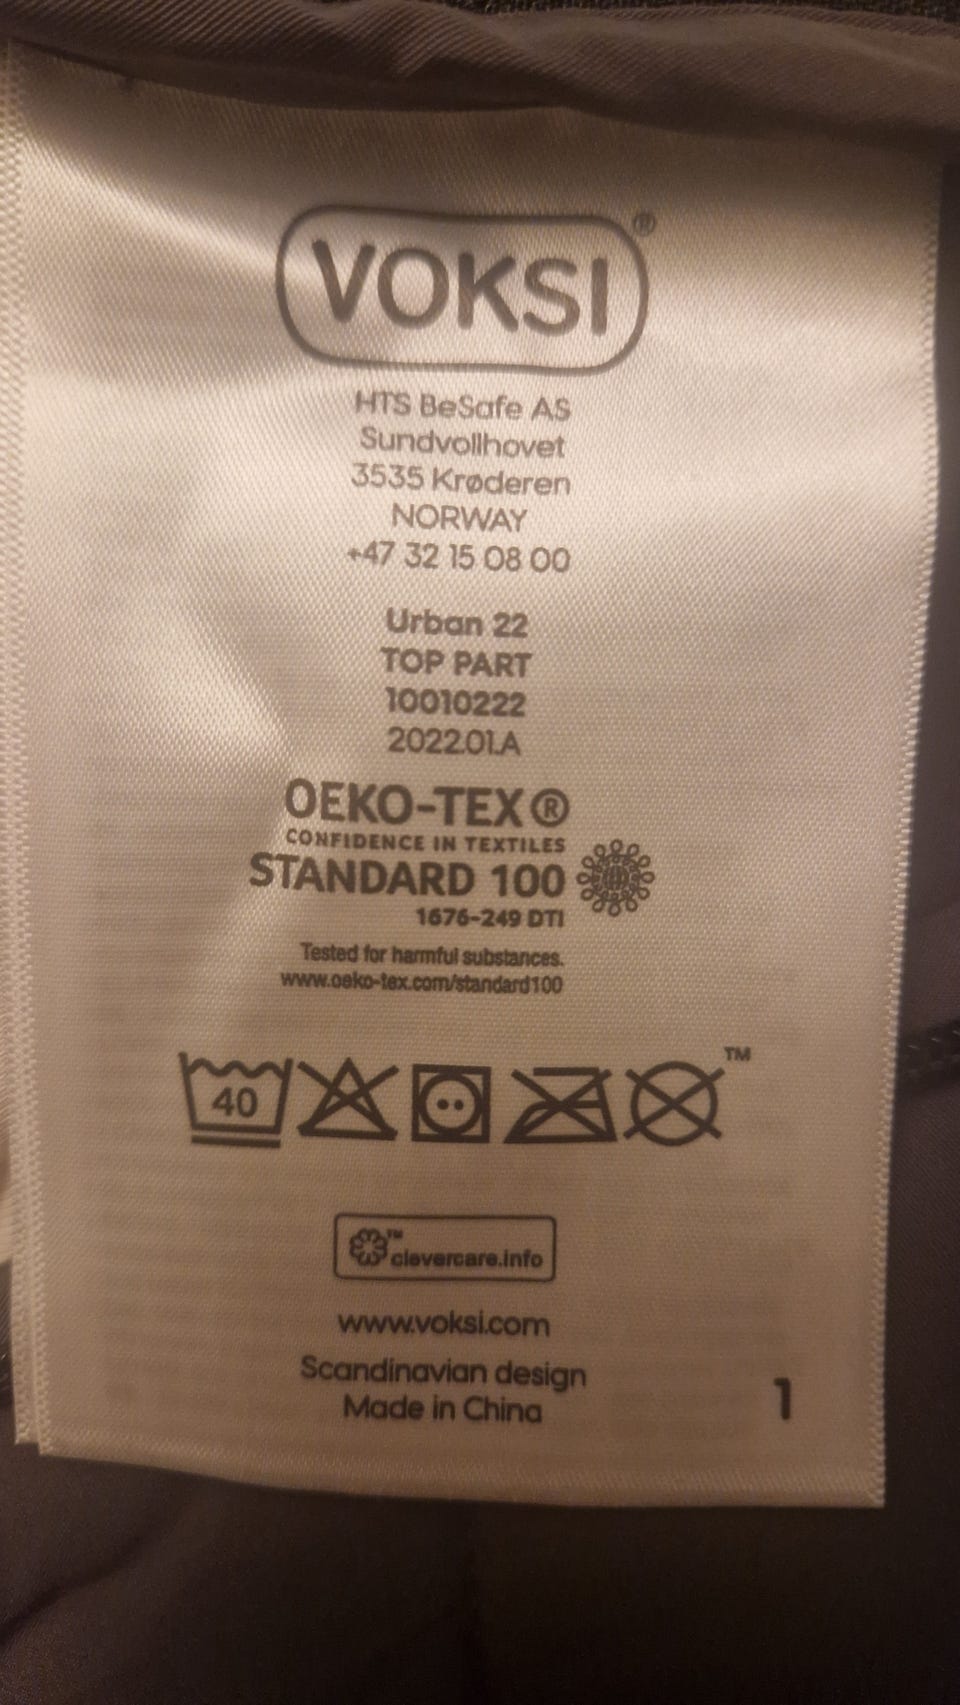 VOKSI®
HTS BeSafe AS
Sundvollhovet
3535 Krøderen
NORWAY
+47 32 15 08 00
Urban 22
TOP PART
10010222
2022.01.A
OEKO-TEX®
CONFIDENCE IN TEXTILES
STANDARD 100
1676-249 DTI
Tested for harmful substances.
www.oeko-tex.com/standard100
40 ™
™ clevercare.info
www.voksi.com
Scandinavian design
Made in China
1